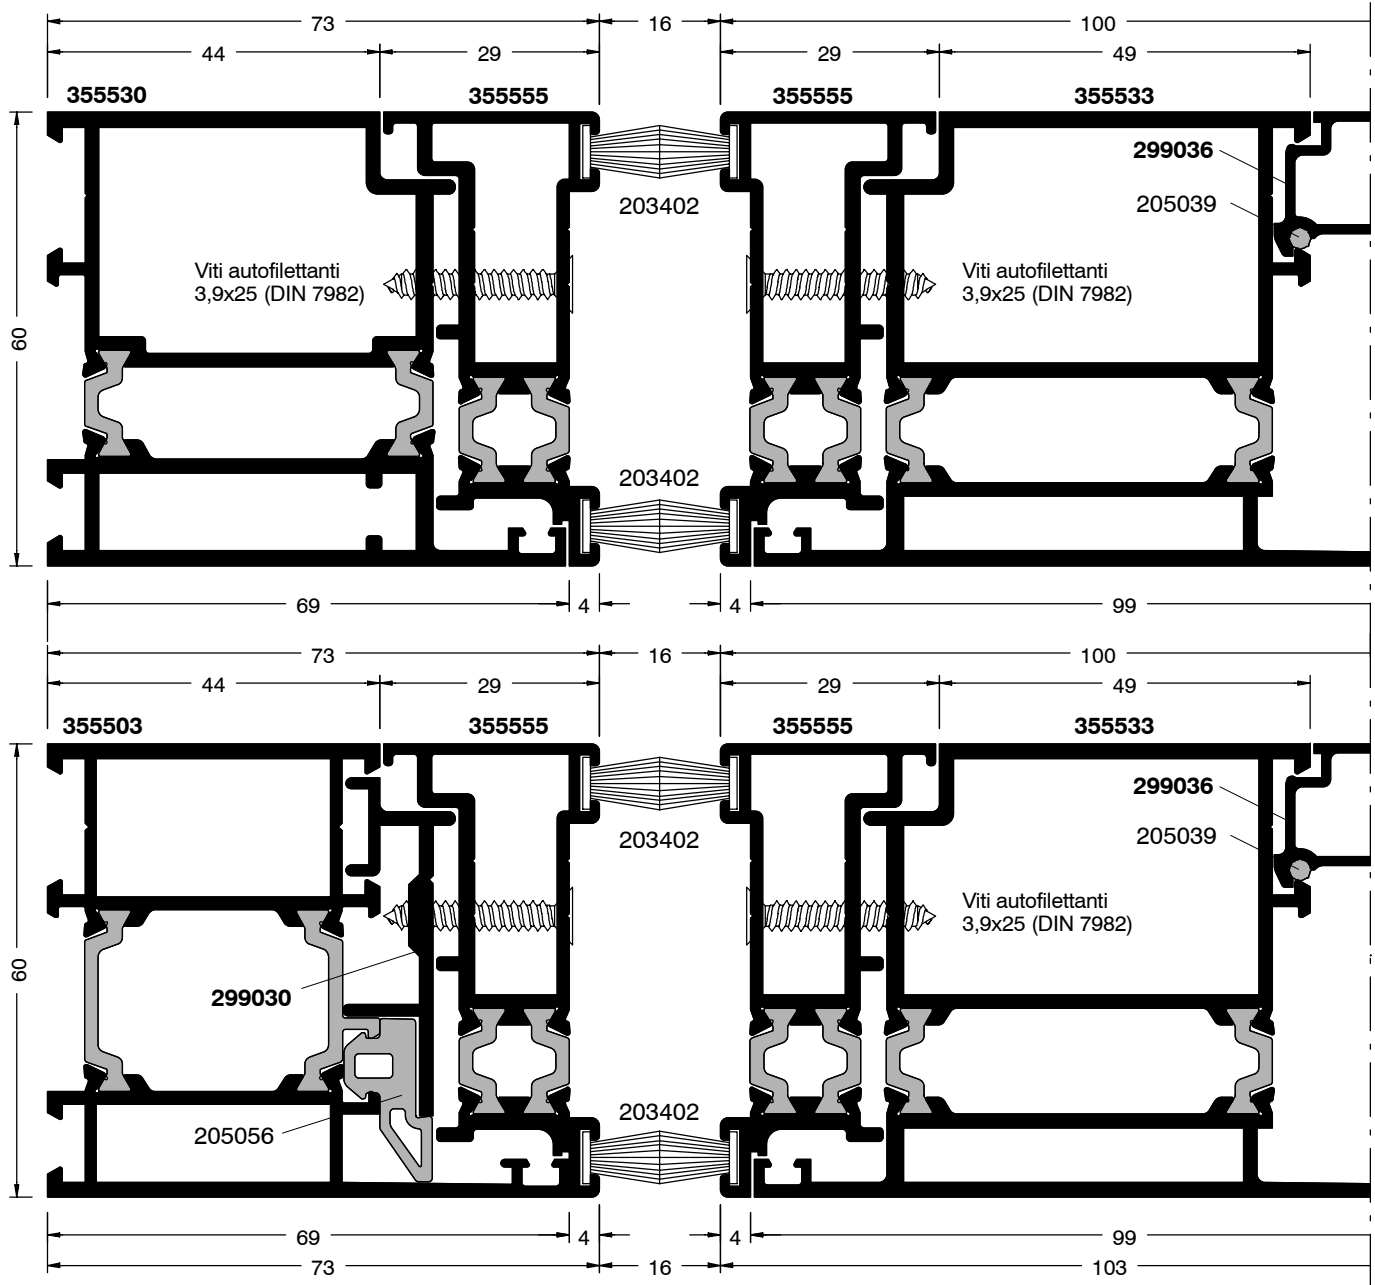 73 16 100
44 29 29 49
355530 355555 355555 355533
299036
203402 205039
Viti autofilettanti
3,9x25 (DIN 7982)
Viti autofilettanti
3,9x25 (DIN 7982)
60
203402
69 4 4 99
73 16 100
44 29 29 49
355503 355555 355555 355533
299036
203402 205039
Viti autofilettanti
3,9x25 (DIN 7982)
60
299030
203402
205056
69 4 4 99
73 16 103